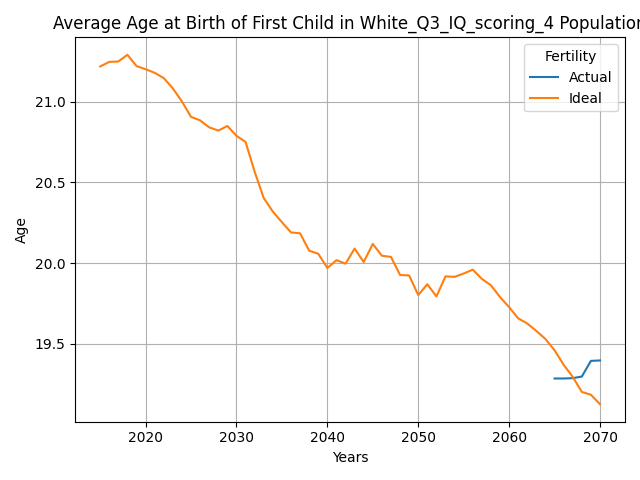 Average Age at Birth of First Child in White_Q3_IQ_scoring_4 Population
Fertility
Actual
Ideal
21.0
20.5
20.0
19.5
Age
2020 2030 2040 2050 2060 2070
Years